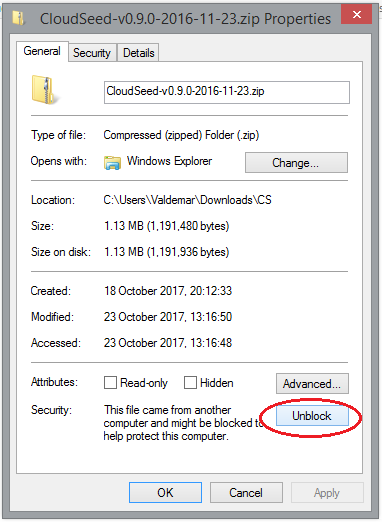 CloudSeed-v0.9.0-2016-11-23.zip Properties
General Security Details
CloudSeed-v0.9.0-2016-11-23.zip
Type of file: Compressed (zipped) Folder (.zip)
Opens with: Windows Explorer Change...
Location: C:\Users\Valdemar\Downloads\CS
Size: 1.13 MB (1,191,480 bytes)
Size on disk: 1.13 MB (1,191,936 bytes)
Created: 18 October 2017, 20:12:33
Modified: 23 October 2017, 13:16:50
Accessed: 23 October 2017, 13:16:48
Attributes: Read-only Hidden Advanced...
Security: This file came from another
computer and might be blocked to
help protect this computer.
Unblock
OK Cancel Apply